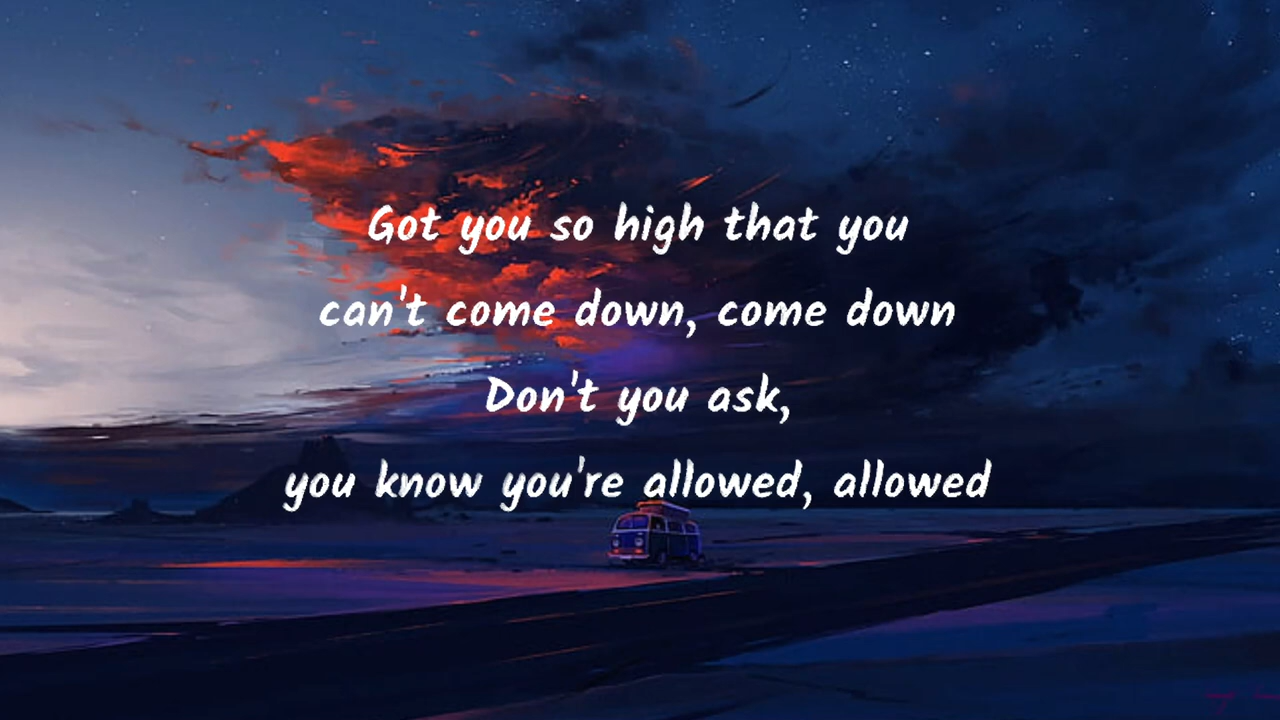 Got you so high that you
can't come down, come down
Don't you ask,
you know you're allowed, allowed